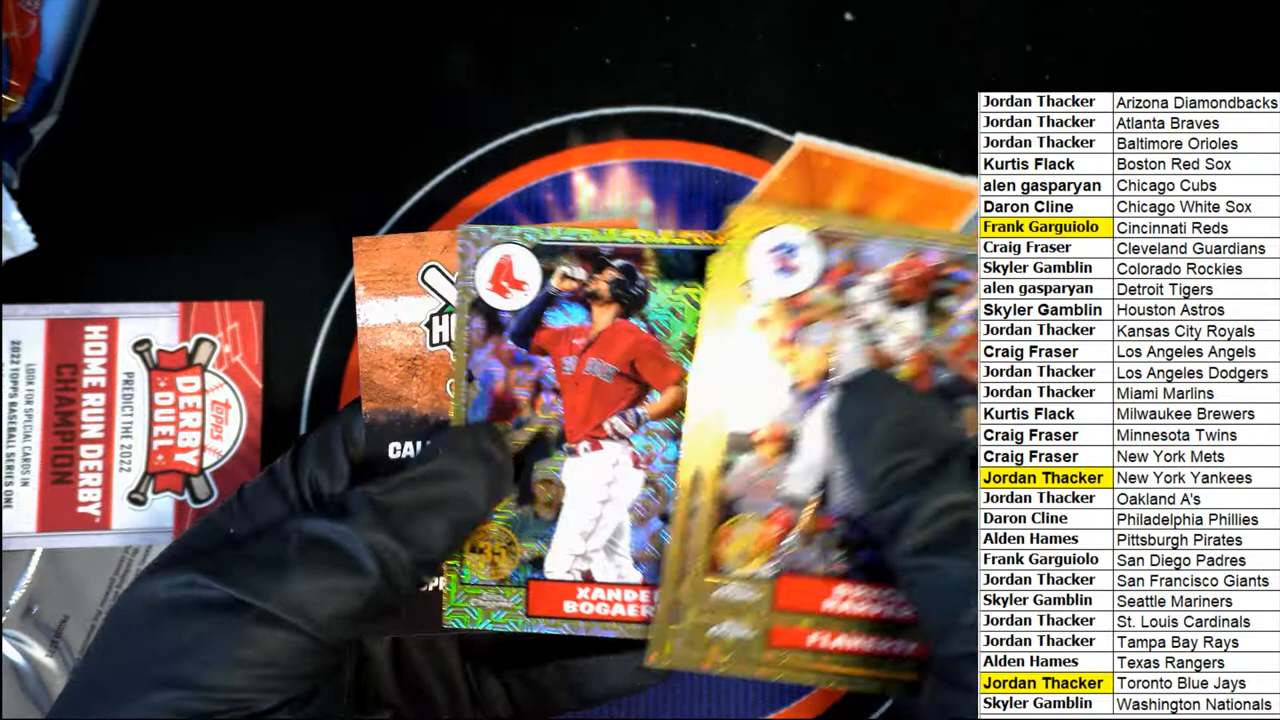 Jordan Thacker Arizona Diamondbacks
Jordan Thacker Atlanta Braves
Jordan Thacker Baltimore Orioles
Kurtis Flack Boston Red Sox
alen gasparyan Chicago Cubs
Daron Cline Chicago White Sox
Frank Garguiolo Cincinnati Reds
Craig Fraser Cleveland Guardians
Skyler Gamblin Colorado Rockies
alen gasparyan Detroit Tigers
Skyler Gamblin Houston Astros
Jordan Thacker Kansas City Royals
Craig Fraser Los Angeles Angels
Jordan Thacker Los Angeles Dodgers
Jordan Thacker Miami Marlins
Kurtis Flack Milwaukee Brewers
Craig Fraser Minnesota Twins
Craig Fraser New York Mets
Jordan Thacker New York Yankees
Jordan Thacker Oakland A's
Daron Cline Philadelphia Phillies
Alden Hames Pittsburgh Pirates
Frank Garguiolo San Diego Padres
Jordan Thacker San Francisco Giants
Skyler Gamblin Seattle Mariners
Jordan Thacker St. Louis Cardinals
Jordan Thacker Tampa Bay Rays
Alden Hames Texas Rangers
Jordan Thacker Toronto Blue Jays
Skyler Gamblin Washington Nationals
topps
DERBY
DUEL
PREDICT THE 2022
HOME RUN DERBY
CHAMPION
LOOK FOR SPECIAL CARDS IN
2022 TOPPS BASEBALL SERIES ONE
CAL
35
XANDE
BOGAER
FLAHERTY